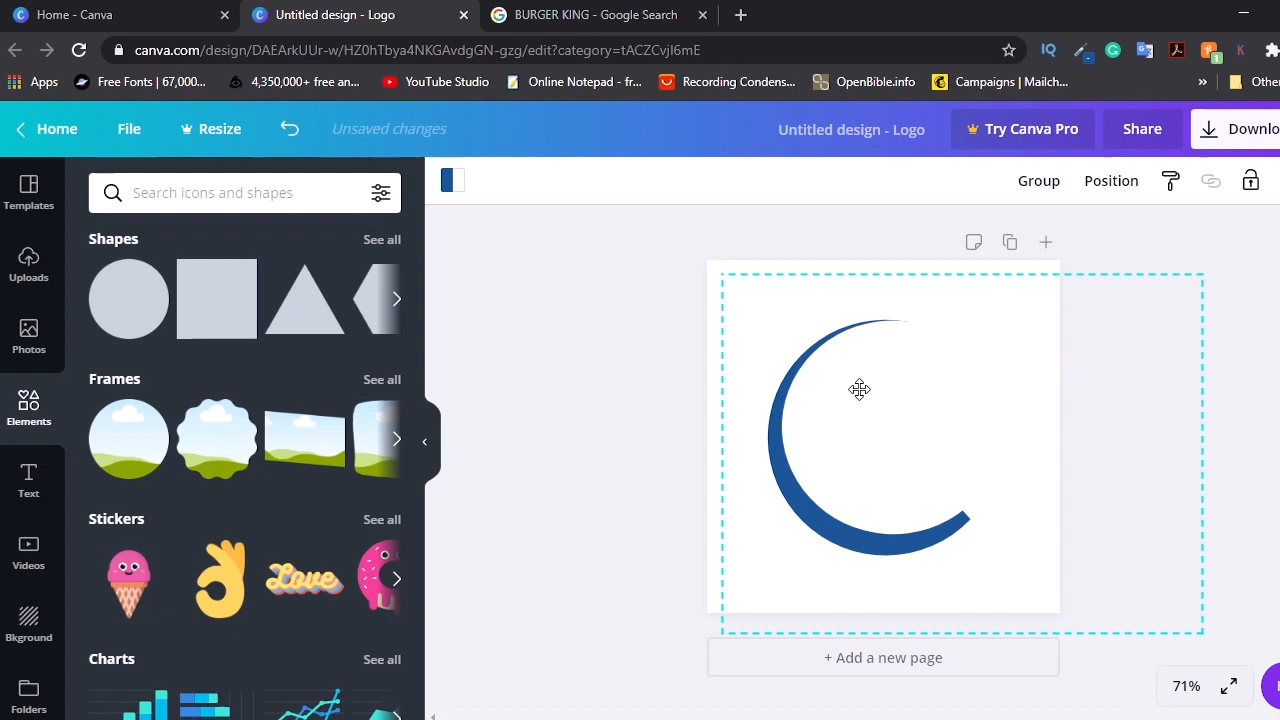 Home - Canva
Untitled design - Logo
BURGER KING - Google Search
canva.com/design/DAEArkUUr-w/HZ0hTbya4NKGAvdgGN-gzg/edit?category=tACZCvjI6mE
IQ
Apps
Free Fonts | 67,000...
4,350,000+ free an...
YouTube Studio
Online Notepad - fr...
Recording Condens...
OpenBible.info
Campaigns | Mailch...
Other
Home
File
Resize
Unsaved changes
Untitled design - Logo
Try Canva Pro
Share
Downlo
Search icons and shapes
Group
Position
Templates
Uploads
Photos
Elements
Text
Videos
Bkground
Folders
Shapes
See all
Frames
See all
Stickers
See all
Love
Charts
See all
+ Add a new page
71%